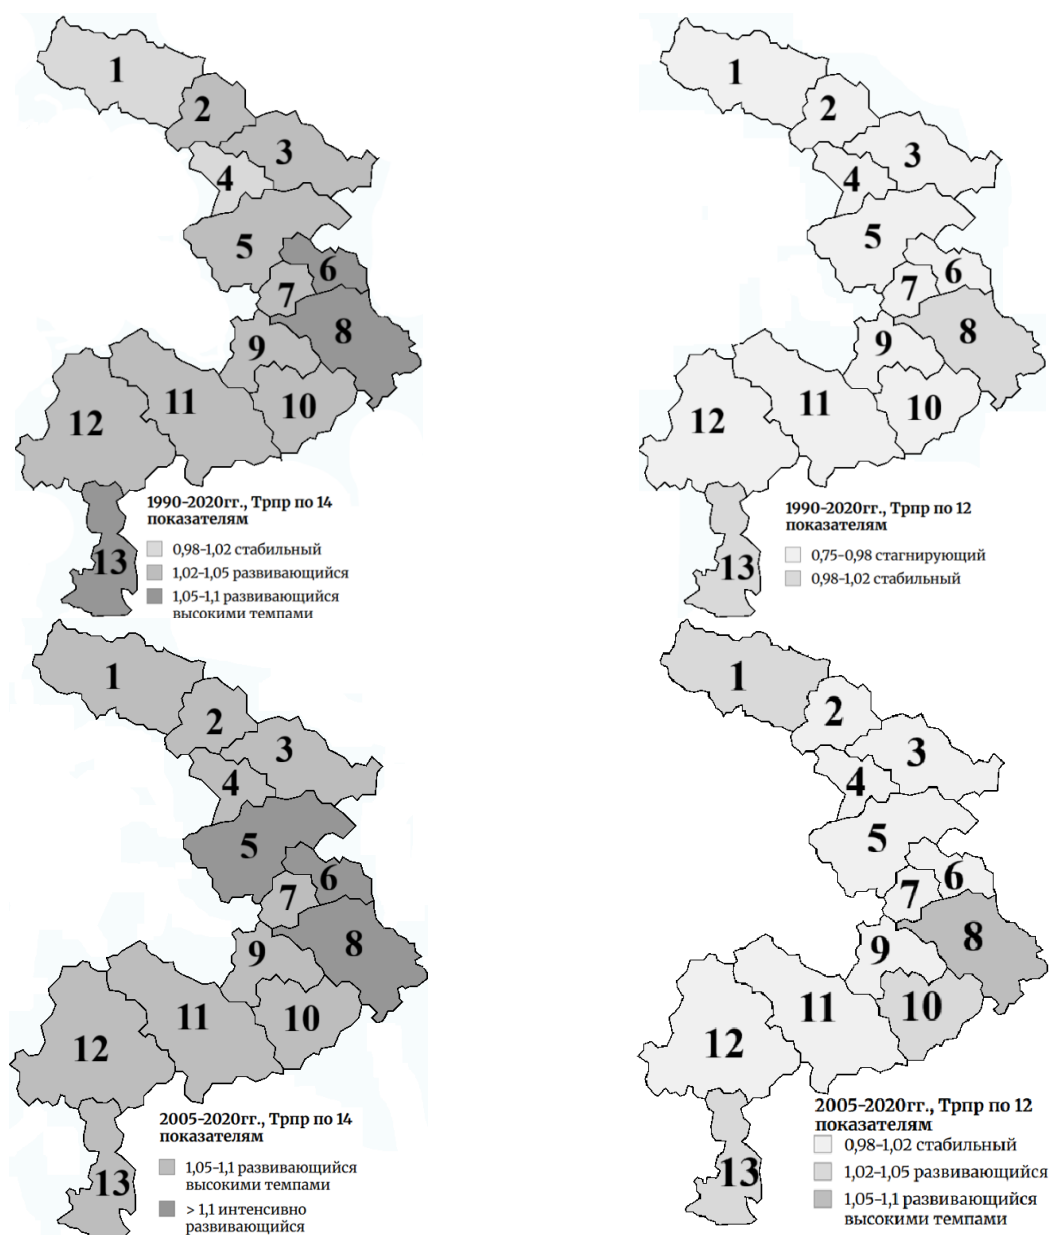 1
2
3
4
5
6
7
8
9
10
11
12
13
1990-2020гг., Трпр по 14
показателям
0,98-1,02 стабильный
1,02-1,05 развивающийся
1,05-1,1 развивающийся
высокими темпами
1
2
3
4
5
6
7
8
9
10
11
12
13
1990-2020гг., Трпр по 12
показателям
0,75-0,98 стагнирующий
0,98-1,02 стабильный
1
2
3
4
5
6
7
8
9
10
11
12
13
2005-2020гг., Трпр по 14
показателям
1,05-1,1 развивающийся
высокими темпами
> 1,1 интенсивно
развивающийся
1
2
3
4
5
6
7
8
9
10
11
12
13
2005-2020гг., Трпр по 12
показателям
0,98-1,02 стабильный
1,02-1,05 развивающийся
1,05-1,1 развивающийся
высокими темпами